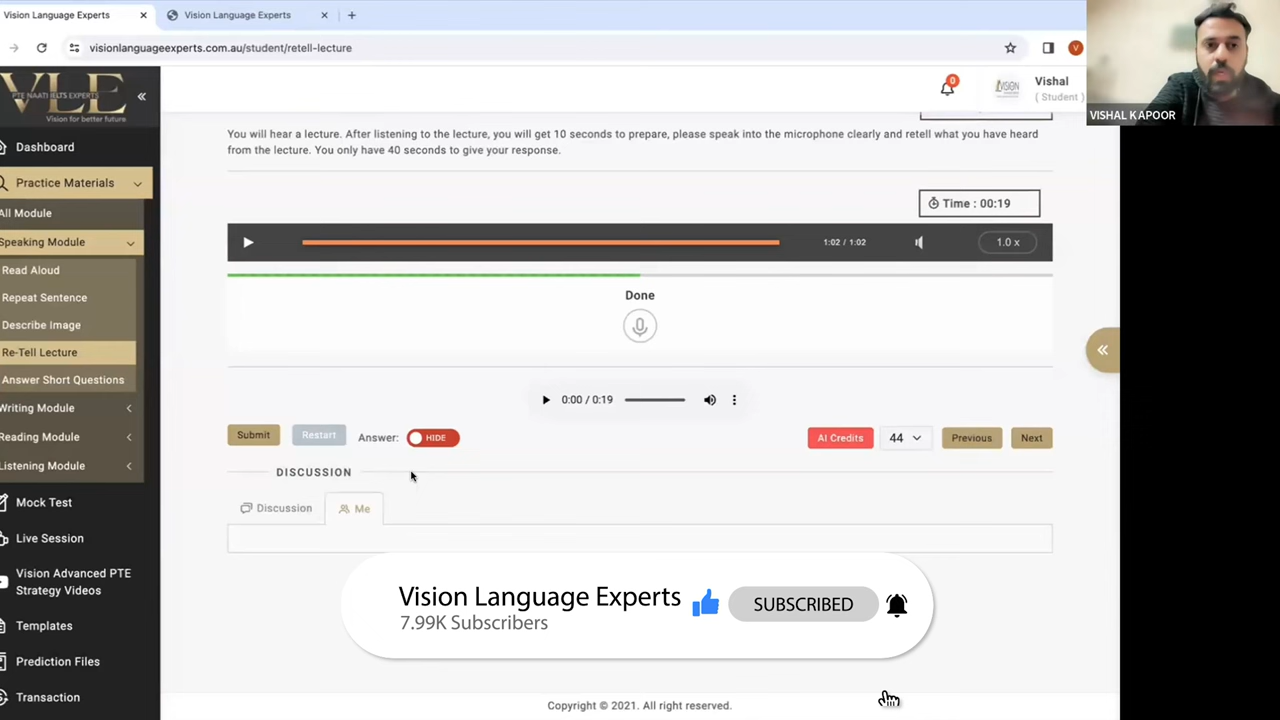 Vision Language Experts
Vision Language Experts
visionlanguageexperts.com.au/student/retell-lecture
VLE
PTE NAATI IELTS EXPERTS
Vision for better future
0
VISION
Vishal
( Student )
V
VISHAL KAPOOR
Dashboard
Practice Materials
All Module
Speaking Module
Read Aloud
Repeat Sentence
Describe Image
Re-Tell Lecture
Answer Short Questions
Writing Module
Reading Module
Listening Module
Mock Test
Live Session
Vision Advanced PTE
Strategy Videos
Templates
Prediction Files
Transaction
You will hear a lecture. After listening to the lecture, you will get 10 seconds to prepare, please speak into the microphone clearly and retell what you have heard
from the lecture. You only have 40 seconds to give your response.
Time : 00:19
1:02 / 1:02
1.0 x
Done
0:00 / 0:19
Submit
Restart
Answer:
HIDE
AI Credits
44
Previous
Next
DISCUSSION
Discussion
Me
Vision Language Experts
7.99K Subscribers
SUBSCRIBED
Copyright © 2021. All right reserved.